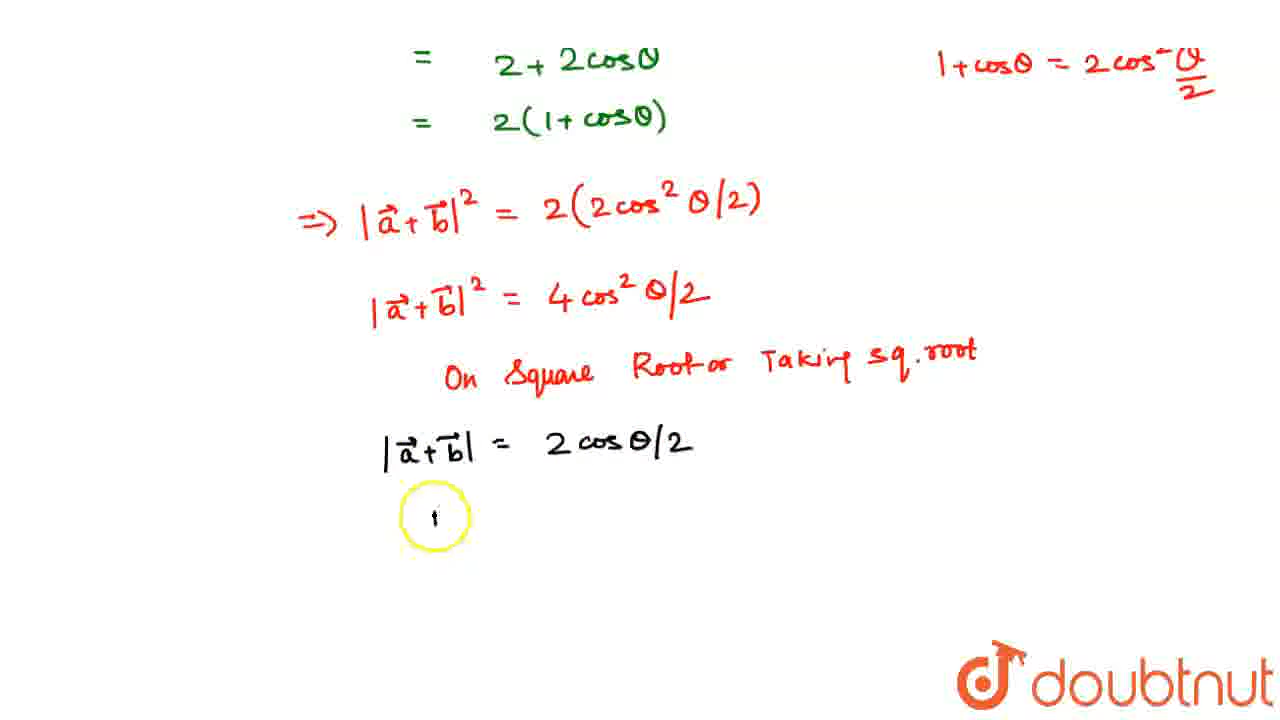 = 2 + 2cosθ
1 + cosθ = 2cos² θ/2
= 2(1 + cosθ)
⇒ |a⃗ + b⃗|² = 2(2cos² θ/2)
|a⃗ + b⃗|² = 4cos² θ/2
On Square Root or Taking sq. root
|a⃗ + b⃗| = 2cosθ/2
doubtnut